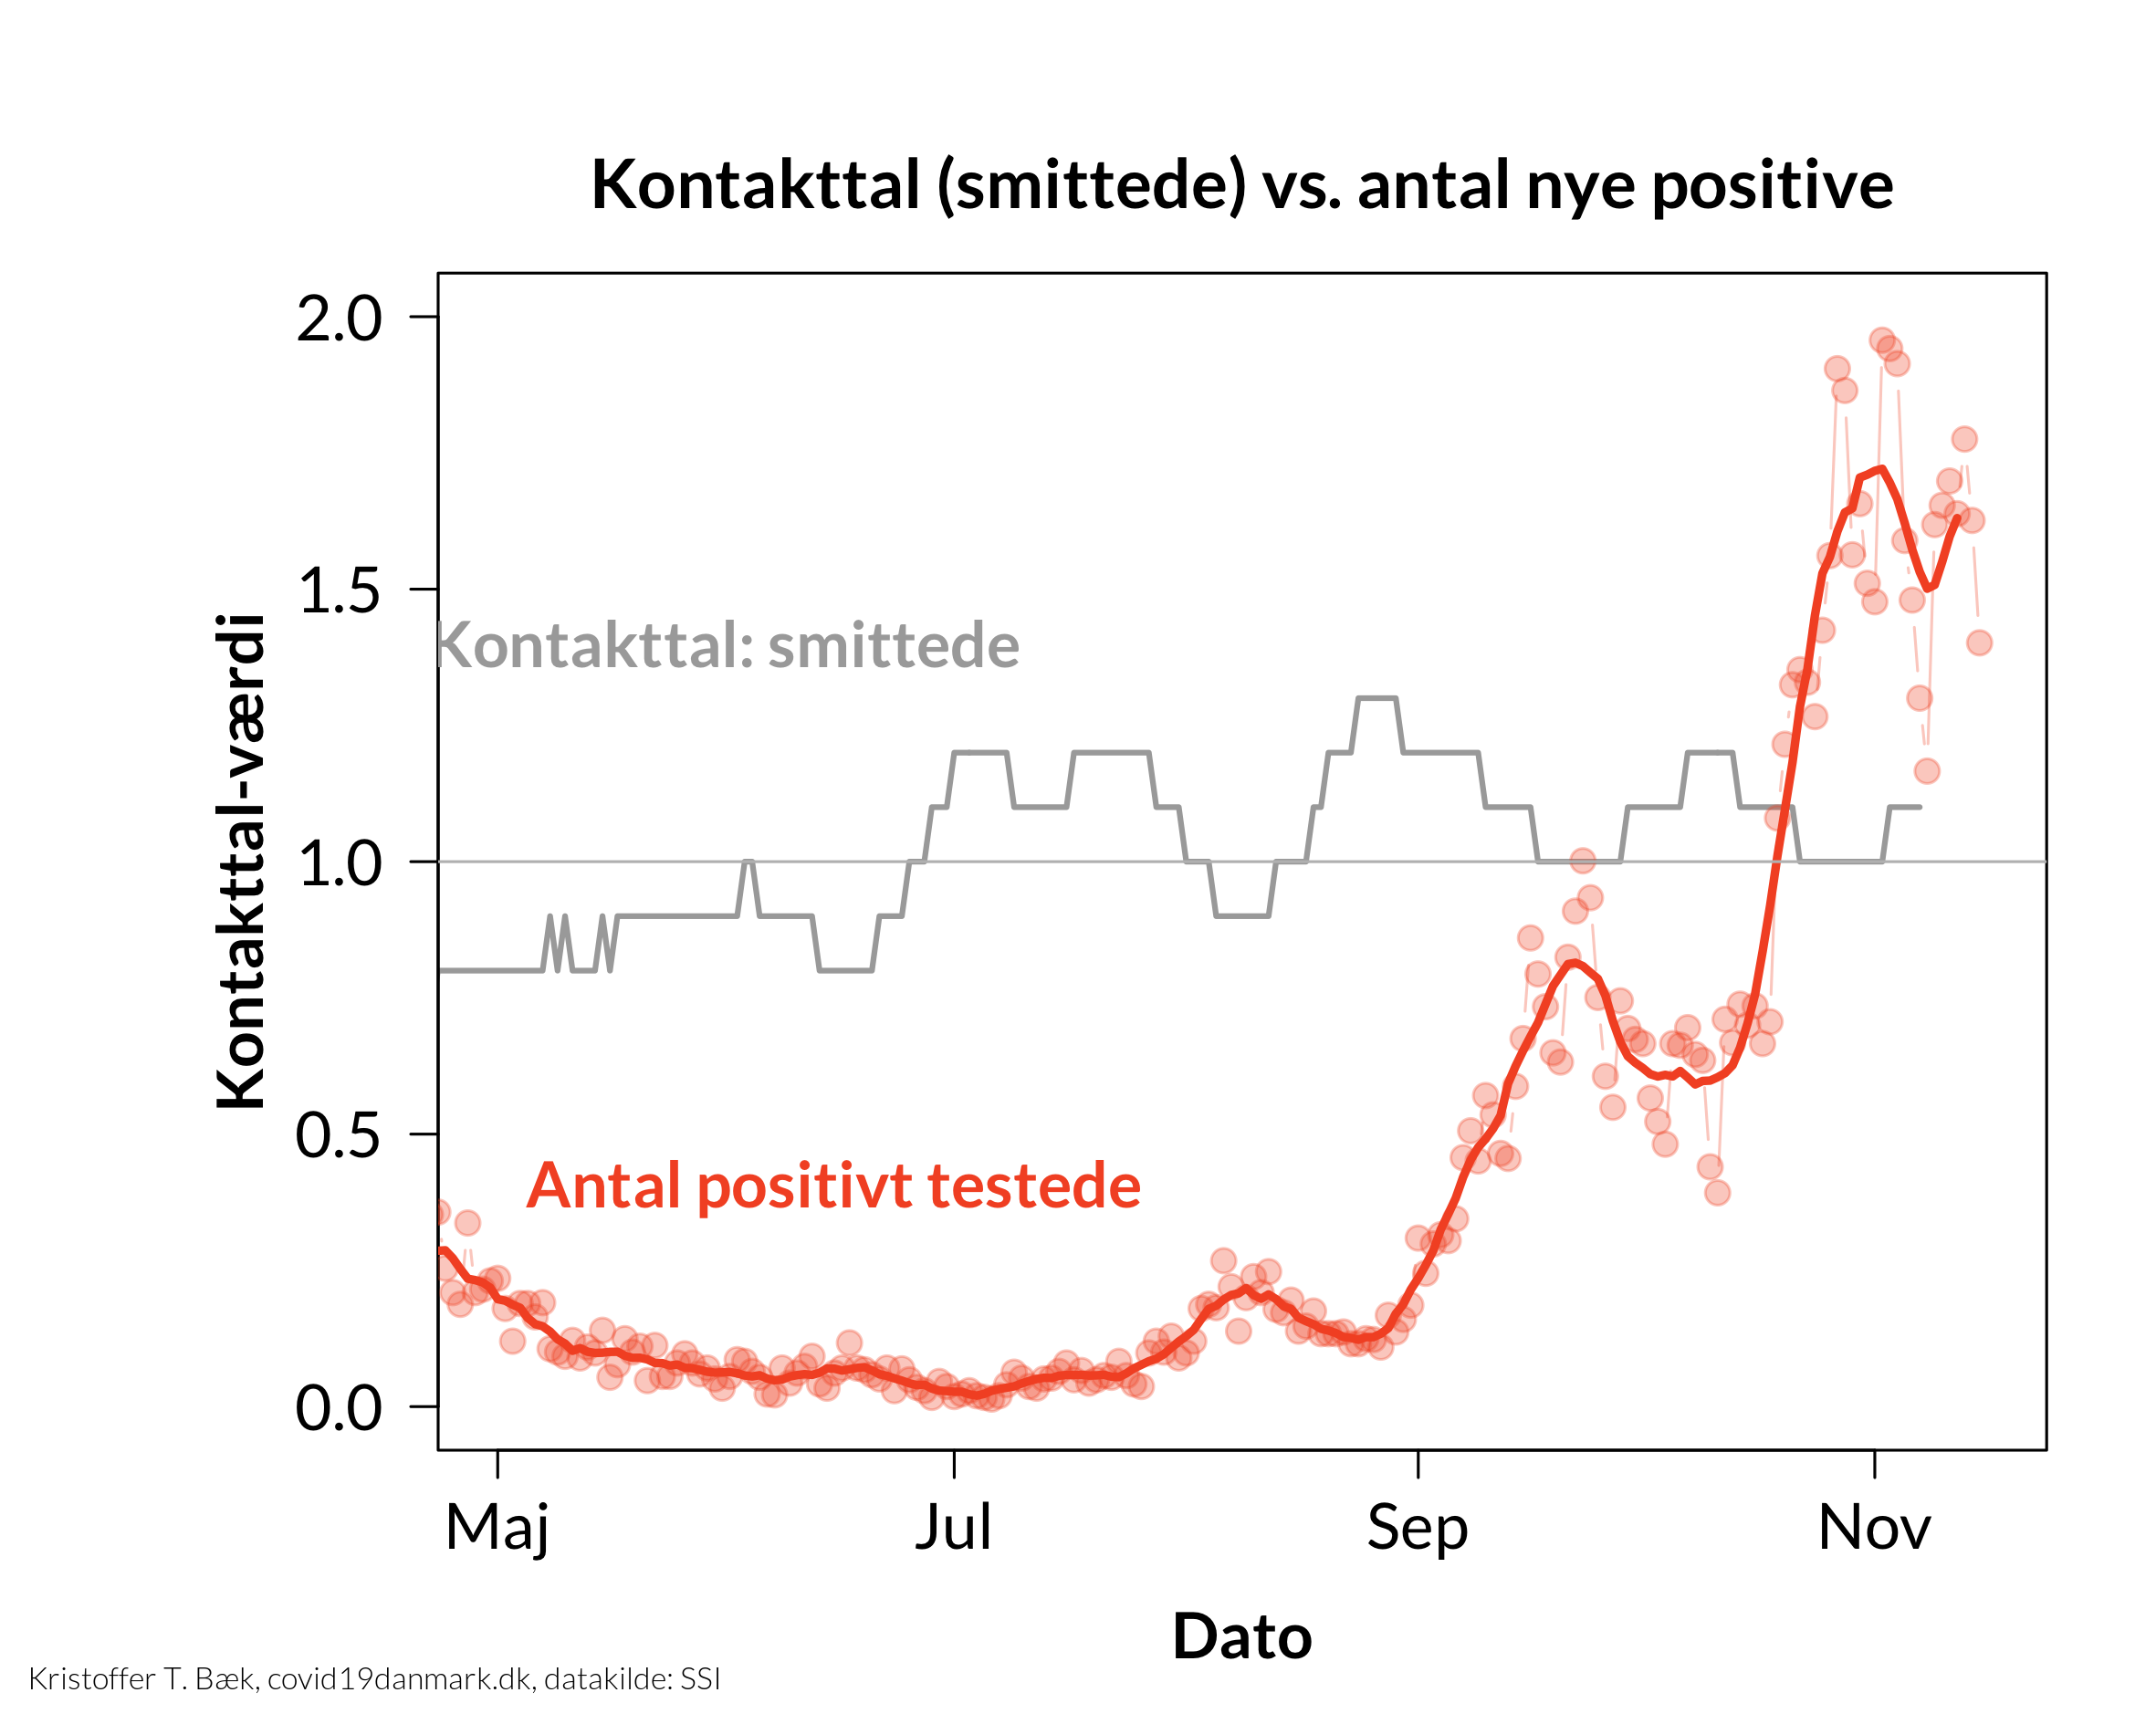 Kontakttal (smittede) vs. antal nye positive
Kontakttal-værdi
2.0
1.5
1.0
0.5
0.0
Kontakttal: smittede
Antal positivt testede
Maj
Jul
Sep
Nov
Dato
Kristoffer T. Bæk, covid19danmark.dk, datakilde: SSI